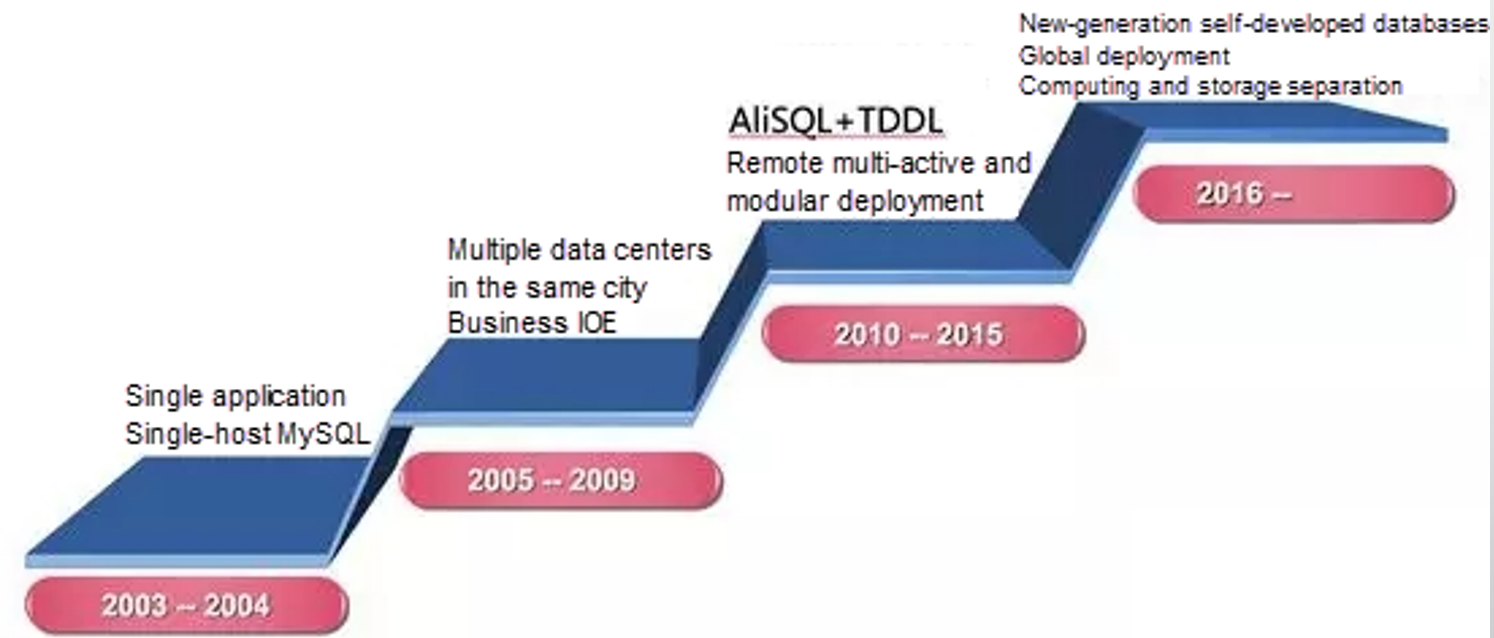 New-generation self-developed databases
Global deployment
Computing and storage separation
2016 --
AliSQL+TDDL
Remote multi-active and
modular deployment
2010 -- 2015
Multiple data centers
in the same city
Business IOE
2005 -- 2009
Single application
Single-host MySQL
2003 -- 2004